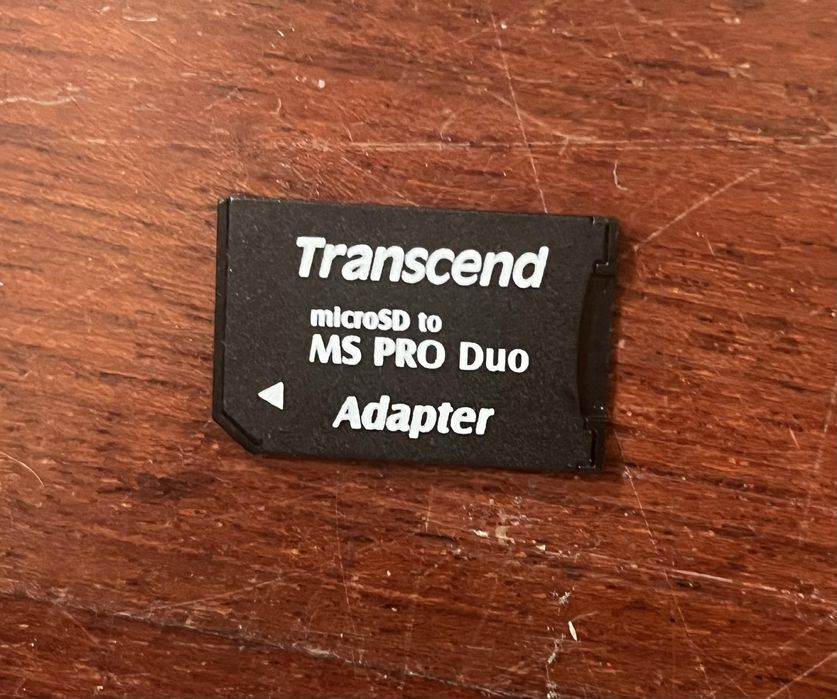 Transcend
microSD to
MS PRO Duo
Adapter